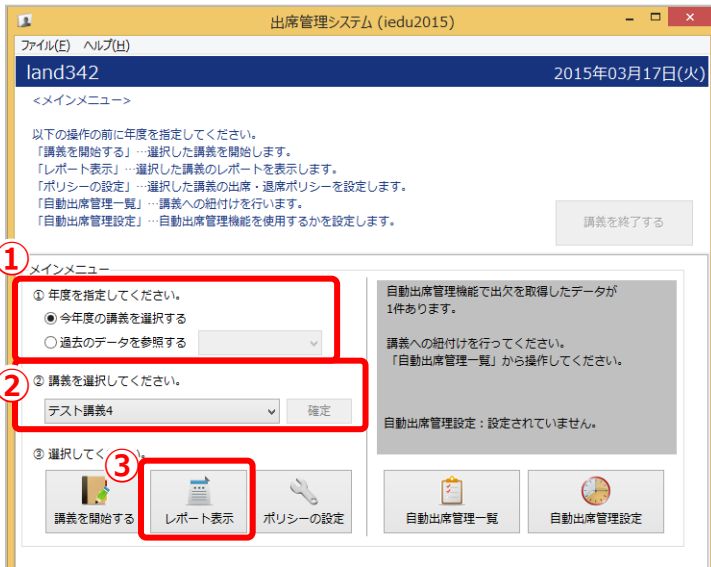 出席管理システム (iedu2015)
ファイル(F) ヘルプ(H)
land342 2015年03月17日(火)
<メインメニュー>
以下の操作の前に年度を指定してください。
「講義を開始する」…選択した講義を開始します。
「レポート表示」…選択した講義のレポートを表示します。
「ポリシーの設定」…選択した講義の出席・退席ポリシーを設定します。
「自動出席管理一覧」…講義への紐付けを行います。
「自動出席管理設定」…自動出席管理機能を使用するかを設定します。
講義を終了する
①
メインメニュー
① 年度を指定してください。
今年度の講義を選択する
過去のデータを参照する
②
② 講義を選択してください。
テスト講義4 確定
③ 選択してください。
③
講義を開始する レポート表示 ポリシーの設定
自動出席管理機能で出欠を取得したデータが
1件あります。
講義への紐付けを行ってください。
「自動出席管理一覧」から操作してください。
自動出席管理設定:設定されていません。
自動出席管理一覧 自動出席管理設定